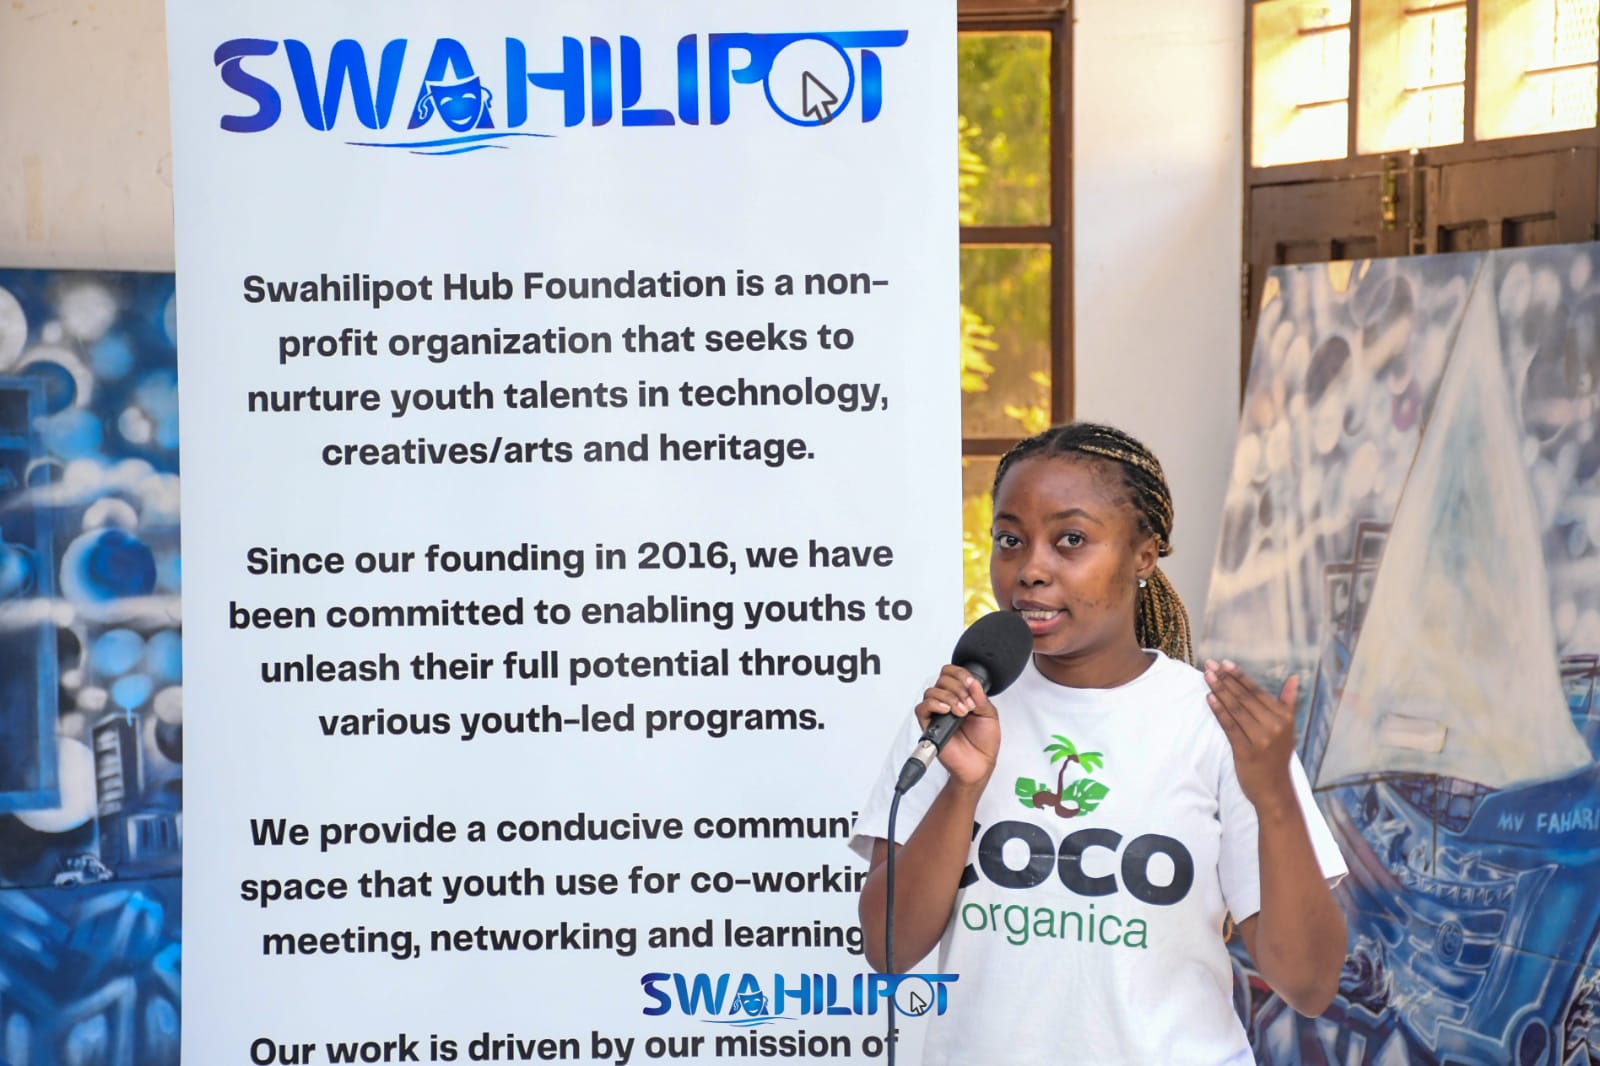 SWAHILIPOT
Swahilipot Hub Foundation is a non-
profit organization that seeks to
nurture youth talents in technology,
creatives/arts and heritage.
Since our founding in 2016, we have
been committed to enabling youths to
unleash their full potential through
various youth-led programs.
We provide a conducive communi
space that youth use for co-workin
meeting, networking and learning
Our work is driven by our mission of
SWAHILIPOT
COCO
organica
MV FAHARI